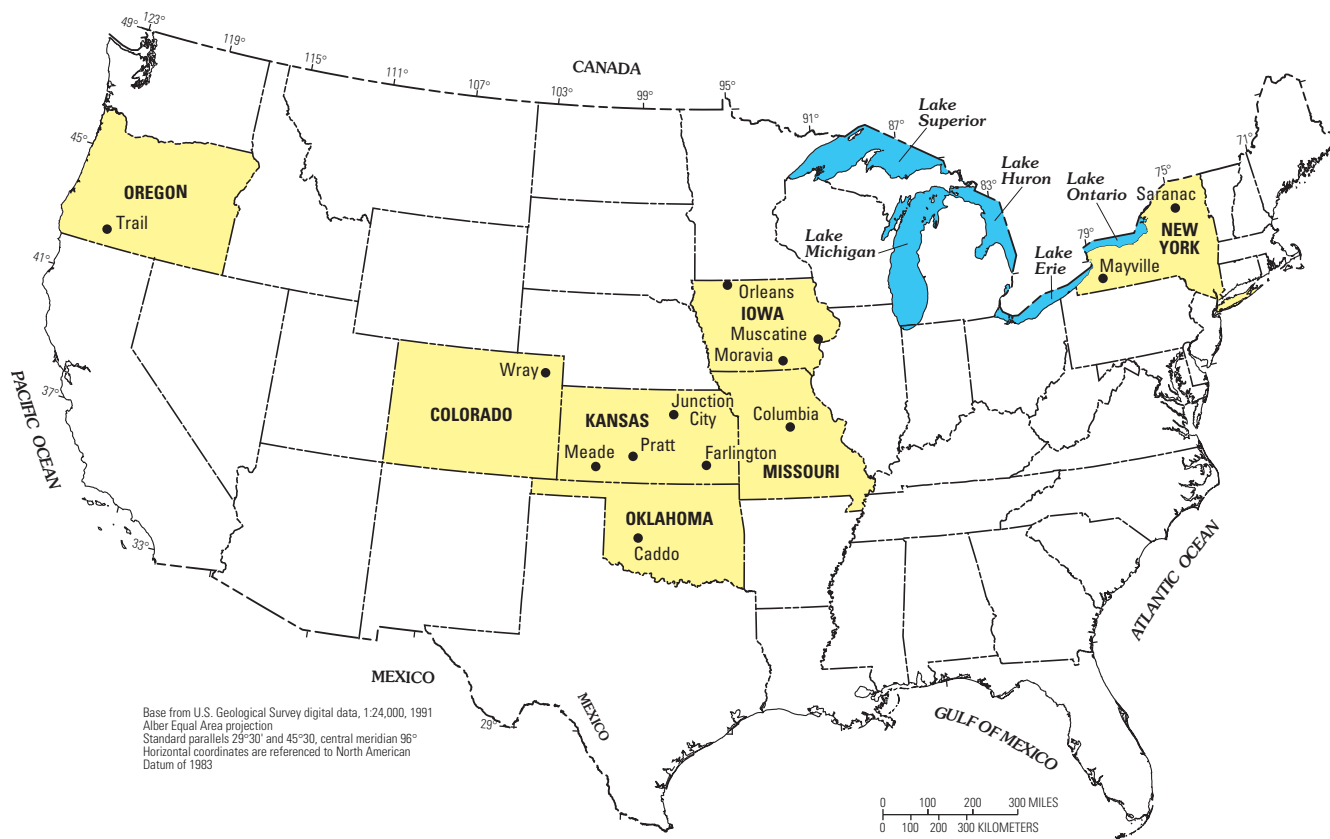 49°
123°
119°
115°
111°
107°
103°
99°
95°
91°
87°
83°
79°
75°
71°
45°
41°
37°
33°
29°
CANADA
Lake
Superior
Lake
Huron
Lake
Ontario
Lake
Michigan
Lake
Erie
OREGON
Trail
Saranac
NEW
YORK
Mayville
Orleans
IOWA
Muscatine
Moravia
Wray
COLORADO
Junction
City
KANSAS
Meade
Pratt
Farlington
Columbia
MISSOURI
OKLAHOMA
Caddo
PACIFIC OCEAN
ATLANTIC OCEAN
MEXICO
MEXICO
GULF OF MEXICO
Base from U.S. Geological Survey digital data, 1:24,000, 1991
Alber Equal Area projection
Standard parallels 29°30' and 45°30, central meridian 96°
Horizontal coordinates are referenced to North American
Datum of 1983
0 100 200 300 MILES
0 100 200 300 KILOMETERS